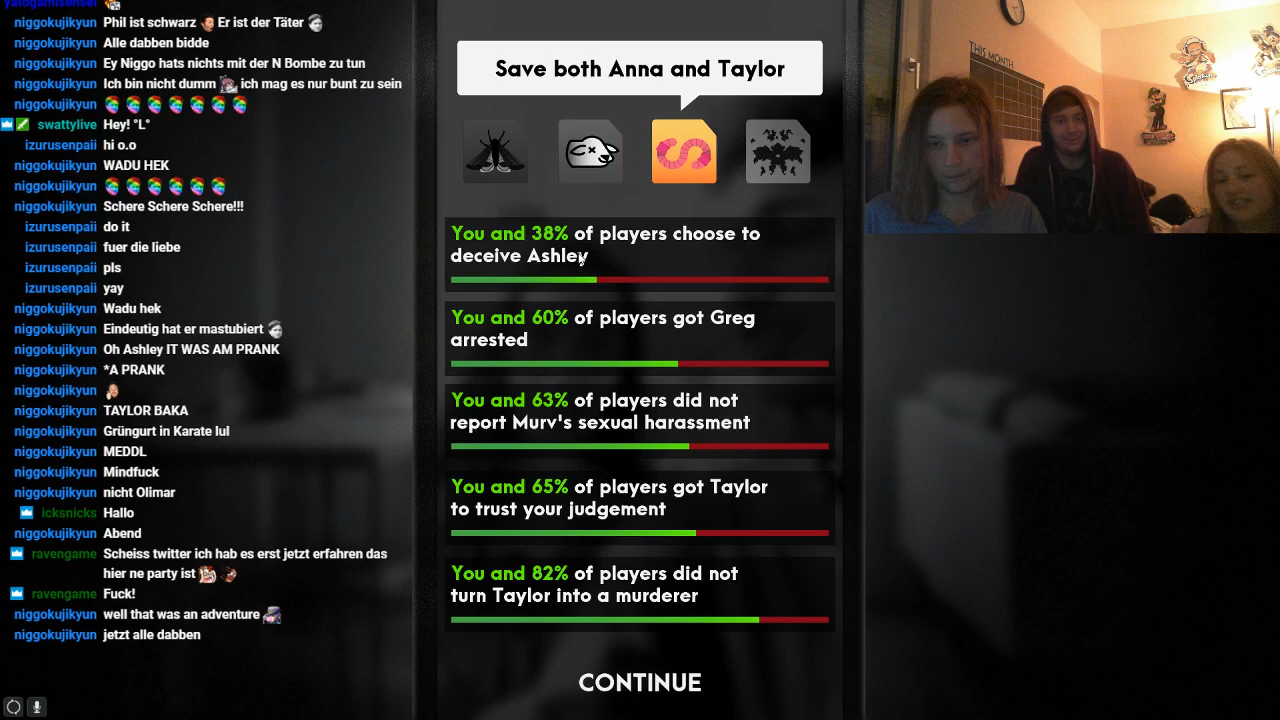 yatogamisensei
niggokujikyun Phil ist schwarz Er ist der Täter
niggokujikyun Alle dabben bidde
niggokujikyun Ey Niggo hats nichts mit der N Bombe zu tun
niggokujikyun Ich bin nicht dumm ich mag es nur bunt zu sein
niggokujikyun
swattylive Hey! °L°
izurusenpaii hi o.o
niggokujikyun WADU HEK
niggokujikyun
niggokujikyun Schere Schere Schere!!!
izurusenpaii do it
izurusenpaii fuer die liebe
izurusenpaii pls
izurusenpaii yay
niggokujikyun Wadu hek
niggokujikyun Eindeutig hat er mastubiert
niggokujikyun Oh Ashley IT WAS AM PRANK
niggokujikyun *A PRANK
niggokujikyun
niggokujikyun TAYLOR BAKA
niggokujikyun Grüngurt in Karate lul
niggokujikyun MEDDL
niggokujikyun Mindfuck
niggokujikyun nicht Olimar
icksnicks Hallo
niggokujikyun Abend
ravengame Scheiss twitter ich hab es erst jetzt erfahren das
hier ne party ist
ravengame Fuck!
niggokujikyun well that was an adventure
niggokujikyun jetzt alle dabben
Save both Anna and Taylor
You and 38% of players choose to
deceive Ashley
You and 60% of players got Greg
arrested
You and 63% of players did not
report Murv's sexual harassment
You and 65% of players got Taylor
to trust your judgement
You and 82% of players did not
turn Taylor into a murderer
CONTINUE
THIS MONTH